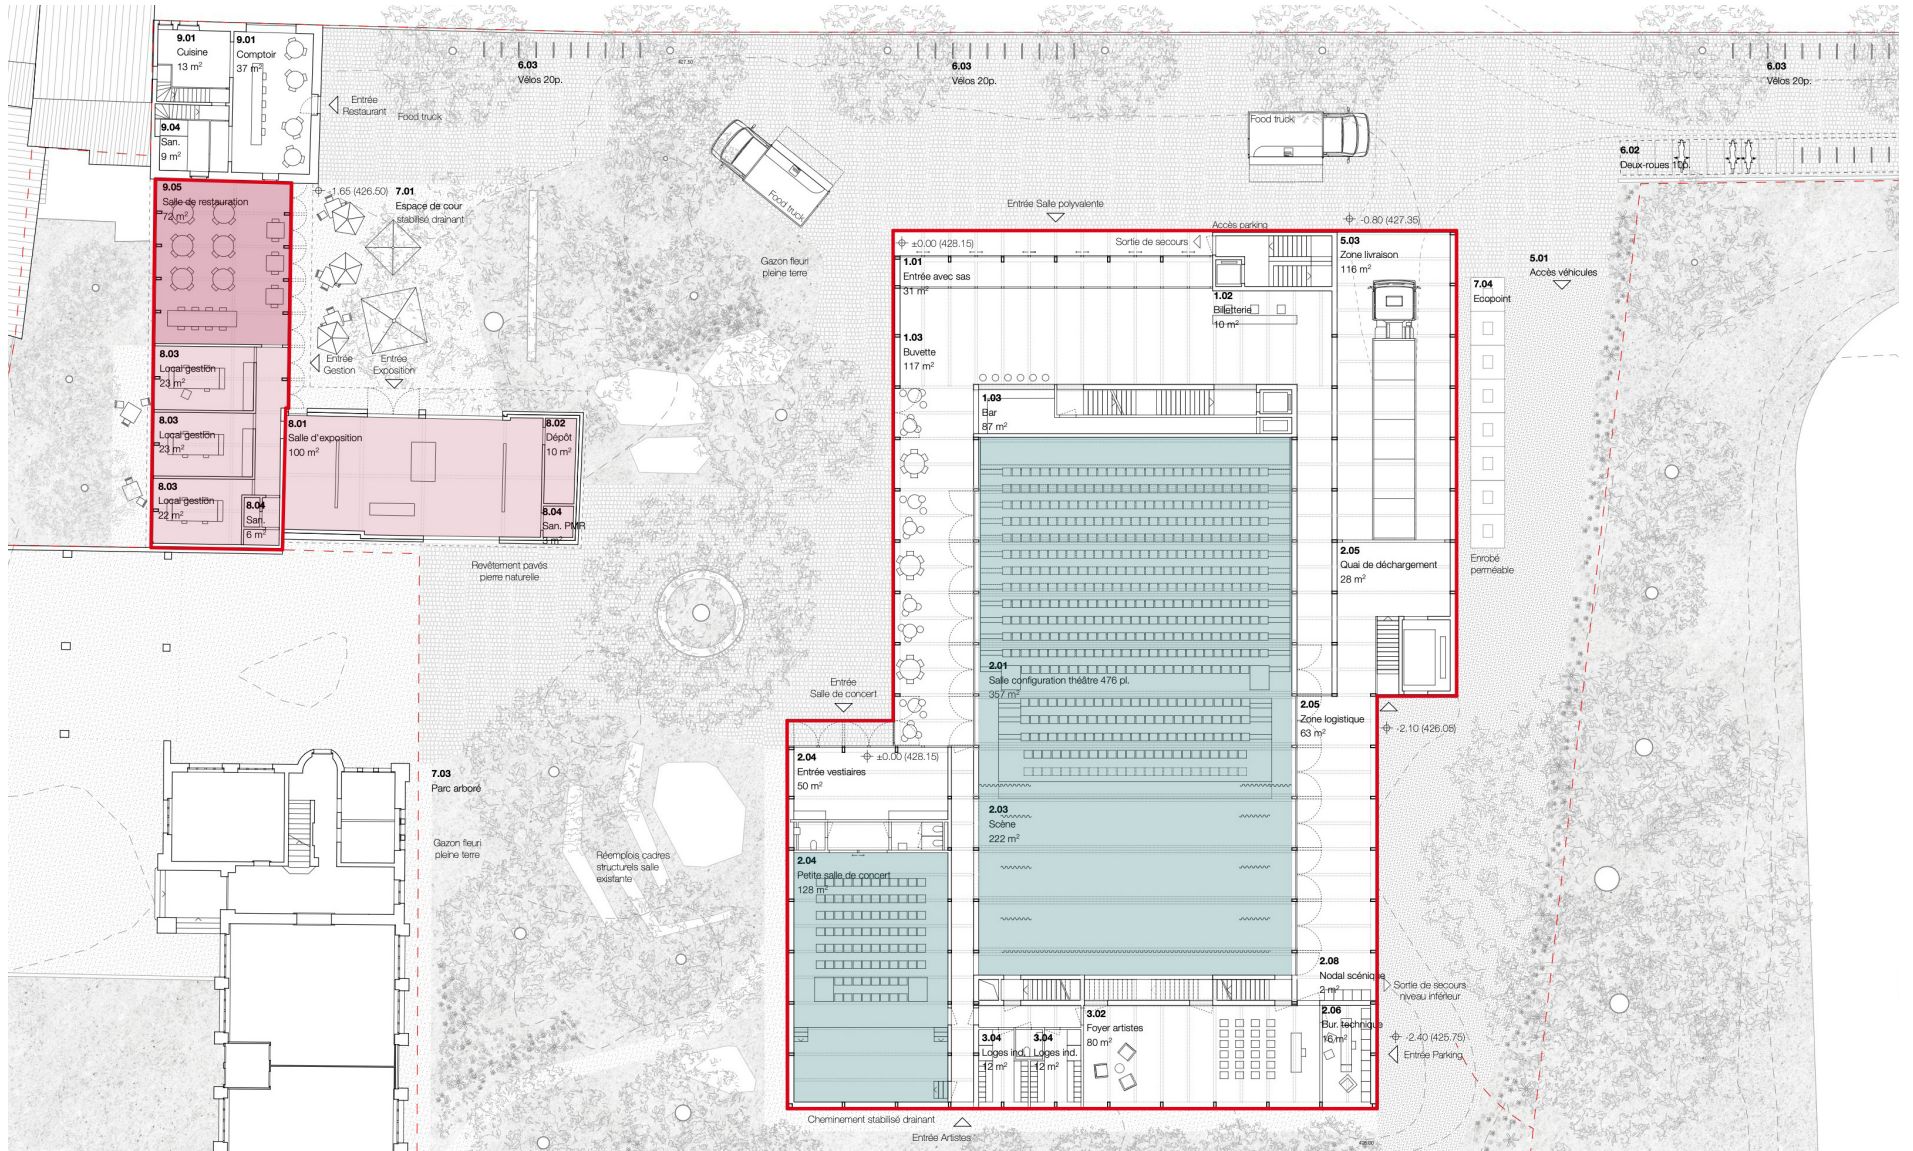 9.01
Cuisine
13 m²
9.01
Comptoir
37 m²
Entrée
Restaurant
Food truck
9.04
San.
9 m²
6.03
Vélos 20p.
427.50
6.03
Vélos 20p.
6.03
Vélos 20p.
Food truck
Food truck
6.02
Deux-roues 10p.
9.05
Salle de restauration
72 m²
-1.65 (426.50)
7.01
Espace de cour
stabilisé drainant
Entrée Salle polyvalente
Accès parking
-0.80 (427.35)
±0.00 (428.15)
Sortie de secours
5.03
Zone livraison
116 m²
5.01
Accès véhicules
Gazon fleuri
pleine terre
1.01
Entrée avec sas
31 m²
1.02
Billetterie
10 m²
7.04
Ecopoint
1.03
Buvette
117 m²
8.03
Local gestion
23 m²
Entrée
Gestion
Entrée
Exposition
1.03
Bar
87 m²
8.03
Local gestion
23 m²
8.01
Salle d'exposition
100 m²
8.02
Dépôt
10 m²
8.03
Local gestion
22 m²
8.04
San.
6 m²
8.04
San. PMR
3 m²
Revêtement pavés
pierre naturelle
2.05
Quai de déchargement
28 m²
Enrobé
perméable
2.01
Salle configuration théâtre 476 pl.
357 m²
Entrée
Salle de concert
2.05
Zone logistique
63 m²
-2.10 (426.05)
2.04
Entrée vestiaires
50 m²
±0.00 (428.15)
7.03
Parc arboré
2.03
Scène
222 m²
Gazon fleuri
pleine terre
Réemplois cadres
structurels salle
existante
2.04
Petite salle de concert
128 m²
2.08
Nodal scénique
2 m²
Sortie de secours
niveau inférieur
3.04
Loges ind.
12 m²
3.04
Loges ind.
12 m²
3.02
Foyer artistes
80 m²
2.06
Bur. technique
16 m²
-2.40 (425.75)
Entrée Parking
Cheminement stabilisé drainant
Entrée Artistes